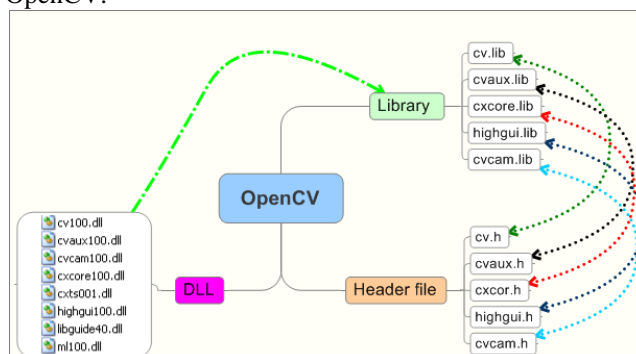 OpenCV:
cv.lib
cvaux.lib
cxcore.lib
highgui.lib
cvcam.lib
Library
OpenCV
DLL
cv100.dll
cvaux100.dll
cvcam100.dll
cxcore100.dll
cxts001.dll
highgui100.dll
libguide40.dll
ml100.dll
Header file
cv.h
cvaux.h
cxcor.h
highgui.h
cvcam.h